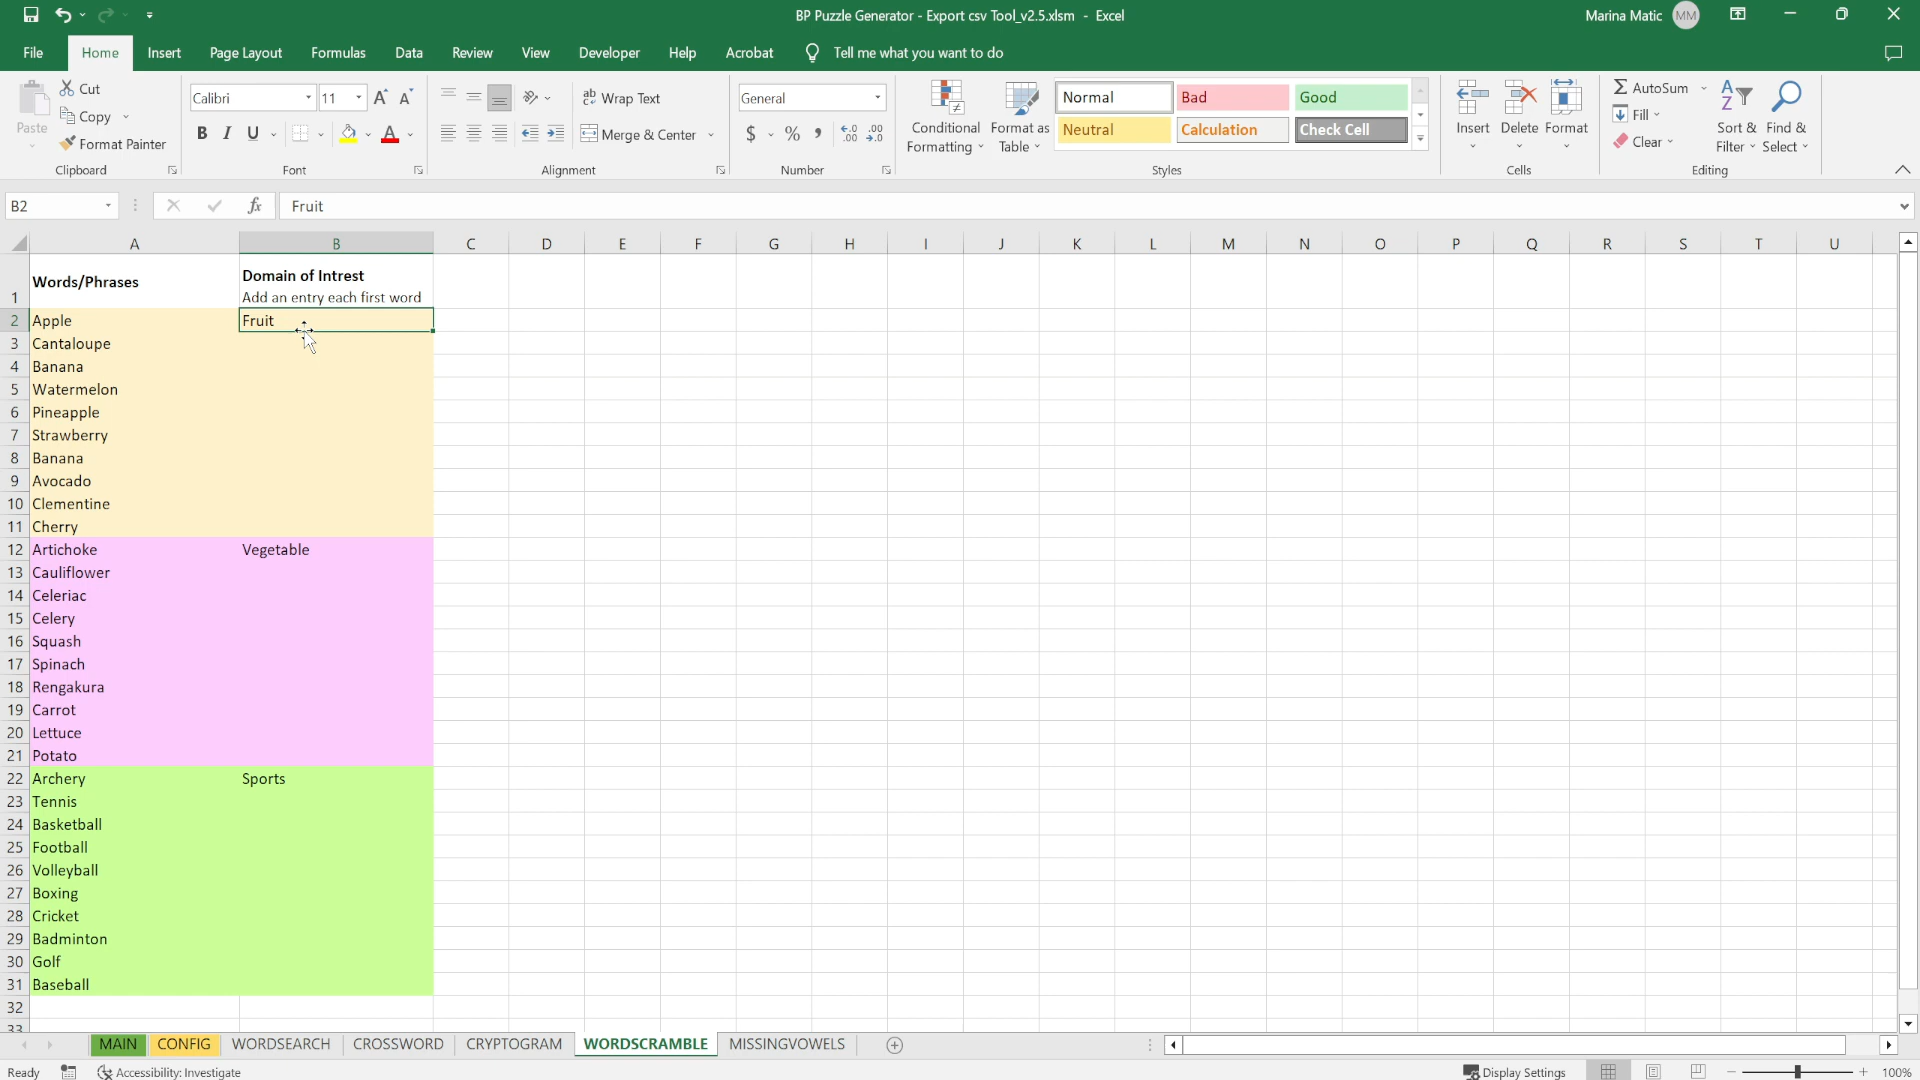 BP Puzzle Generator - Export csv Tool_v2.5.xlsm - Excel
Marina Matic MM
File Home Insert Page Layout Formulas Data Review View Developer Help Acrobat Tell me what you want to do
Paste
Cut
Copy
Format Painter
Clipboard
Calibri 11
B I U
Font
Wrap Text
Merge & Center
Alignment
General
$ % ,
Number
Conditional Formatting
Format as Table
Normal Bad Good
Neutral Calculation Check Cell
Styles
Insert Delete Format
Cells
AutoSum
Fill
Clear
Sort & Filter
Find & Select
Editing
B2 fx Fruit
A B C D E F G H I J K L M N O P Q R S T U
1 Words/Phrases Domain of Intrest
Add an entry each first word
2 Apple Fruit
3 Cantaloupe
4 Banana
5 Watermelon
6 Pineapple
7 Strawberry
8 Banana
9 Avocado
10 Clementine
11 Cherry
12 Artichoke Vegetable
13 Cauliflower
14 Celeriac
15 Celery
16 Squash
17 Spinach
18 Rengakura
19 Carrot
20 Lettuce
21 Potato
22 Archery Sports
23 Tennis
24 Basketball
25 Football
26 Volleyball
27 Boxing
28 Cricket
29 Badminton
30 Golf
31 Baseball
32
33
MAIN CONFIG WORDSEARCH CROSSWORD CRYPTOGRAM WORDSCRAMBLE MISSINGVOWELS
Ready Accessibility: Investigate Display Settings 100%